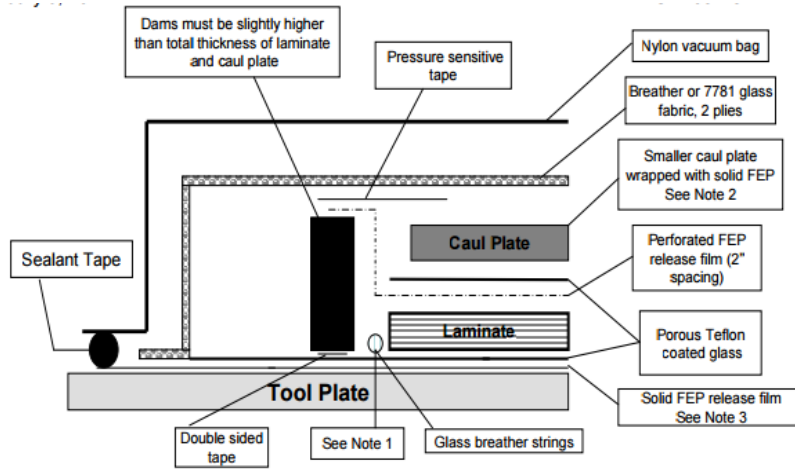 Dams must be slightly higher
than total thickness of laminate
and caul plate
Pressure sensitive
tape
Nylon vacuum bag
Breather or 7781 glass
fabric, 2 plies
Smaller caul plate
wrapped with solid FEP
See Note 2
Sealant Tape
Caul Plate
Perforated FEP
release film (2"
spacing)
Laminate
Porous Teflon
coated glass
Tool Plate
Solid FEP release film
See Note 3
Double sided
tape
See Note 1
Glass breather strings